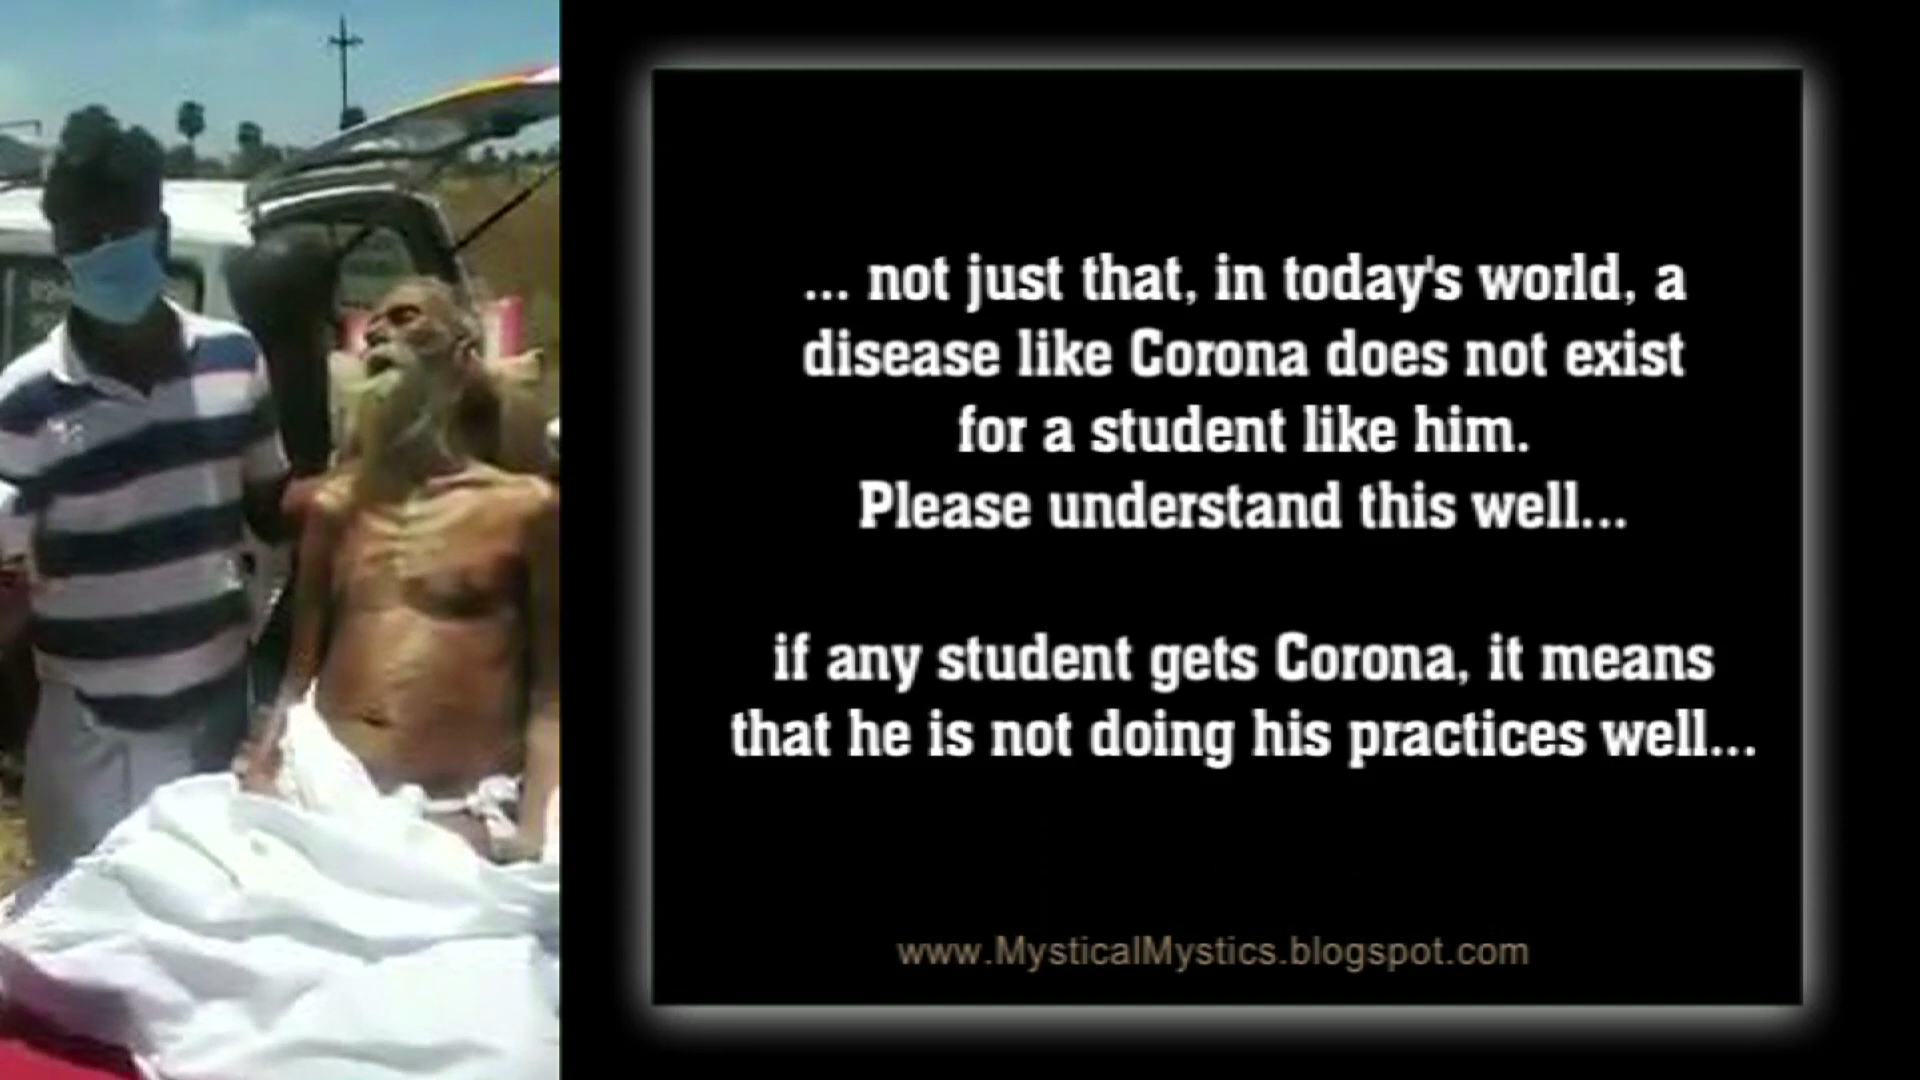 ... not just that, in today's world, a
disease like Corona does not exist
for a student like him.
Please understand this well...
if any student gets Corona, it means
that he is not doing his practices well...
www.MysticalMystics.blogspot.com